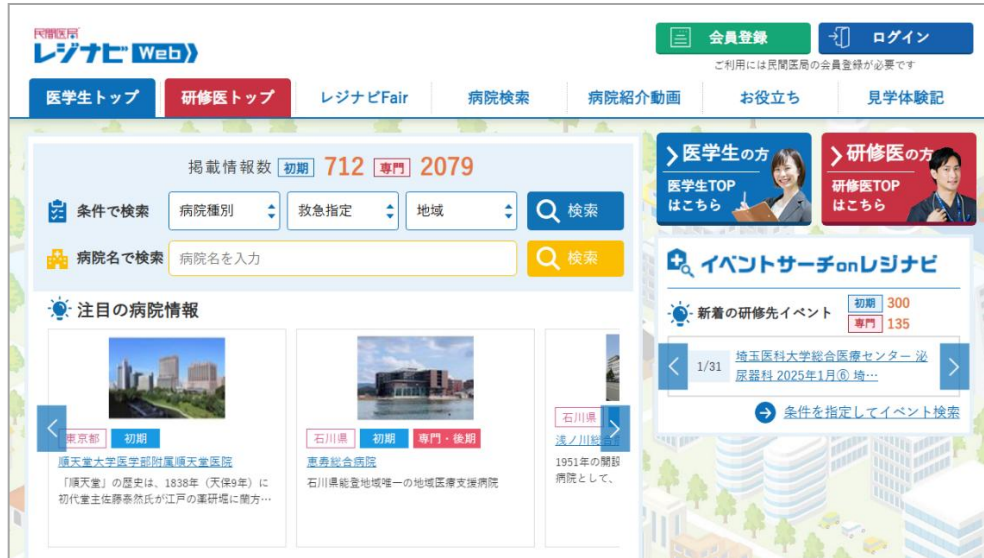 民間医局
レジナビ Web
会員登録
ログイン
ご利用には民間医局の会員登録が必要です
医学生トップ
研修医トップ
レジナビFair
病院検索
病院紹介動画
お役立ち
見学体験記
掲載情報数 初期 712 専門 2079
条件で検索 病院種別 救急指定 地域 検索
病院名で検索 病院名を入力 検索
注目の病院情報
東京都 初期
順天堂大学医学部附属順天堂医院
「順天堂」の歴史は、1838年（天保9年）に
初代堂主佐藤泰然氏が江戸の薬研堀に蘭方…
石川県 初期 専門・後期
恵寿総合病院
石川県能登地域唯一の地域医療支援病院
石川県
浅ノ川総合
1951年の開設
病院として、
医学生の方
医学生TOP
はこちら
研修医の方
研修医TOP
はこちら
イベントサーチonレジナビ
新着の研修先イベント
初期 300
専門 135
1/31
埼玉医科大学総合医療センター 泌
尿器科 2025年1月⑥ 埼…
条件を指定してイベント検索